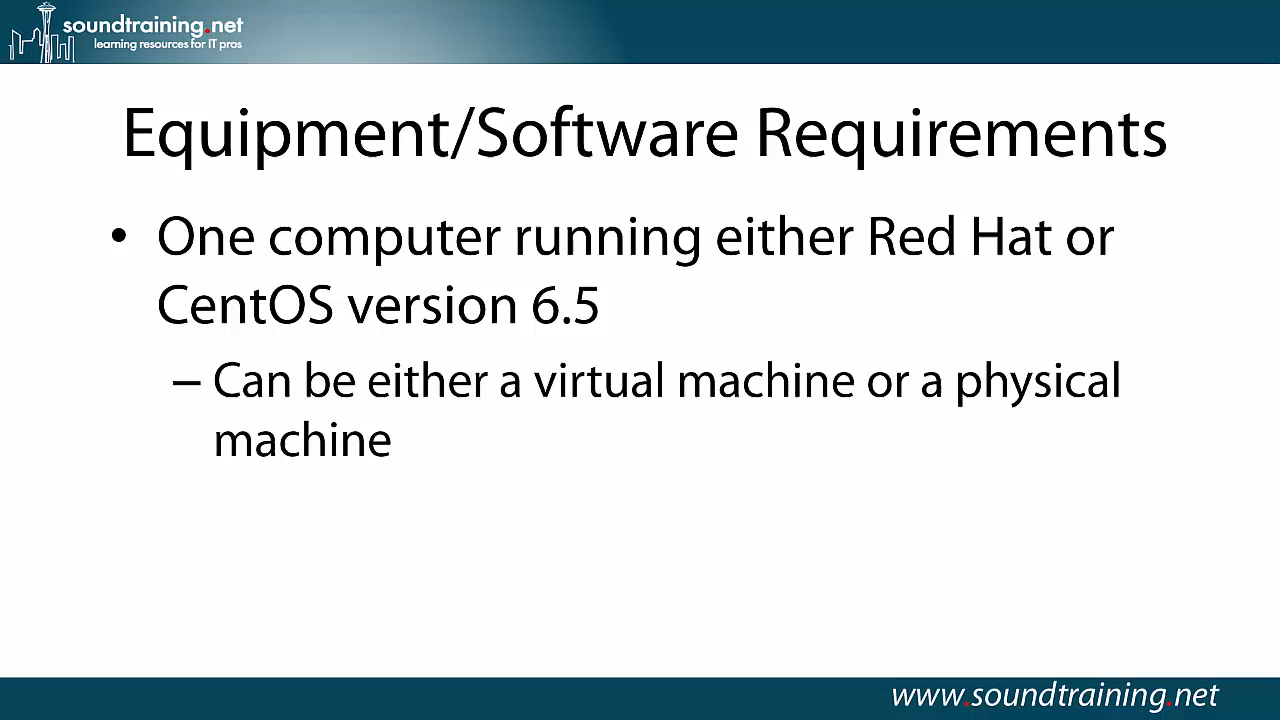 soundtraining.net
learning resources for IT pros
Equipment/Software Requirements
• One computer running either Red Hat or
CentOS version 6.5
– Can be either a virtual machine or a physical
machine
www.soundtraining.net